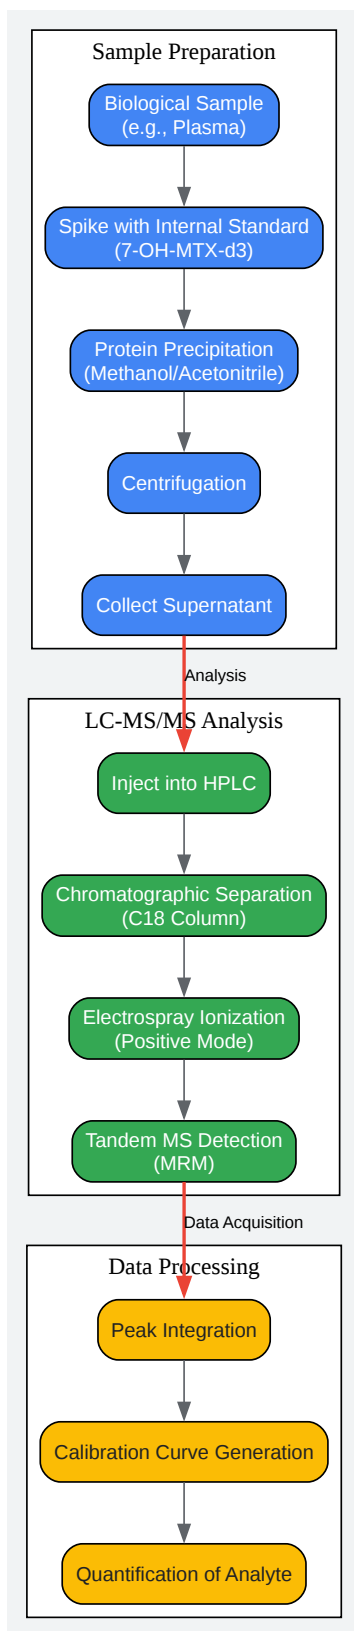 Sample Preparation
Biological Sample
(e.g., Plasma)
Spike with Internal Standard
(7-OH-MTX-d3)
Protein Precipitation
(Methanol/Acetonitrile)
Centrifugation
Collect Supernatant
Analysis
LC-MS/MS Analysis
Inject into HPLC
Chromatographic Separation
(C18 Column)
Electrospray Ionization
(Positive Mode)
Tandem MS Detection
(MRM)
Data Acquisition
Data Processing
Peak Integration
Calibration Curve Generation
Quantification of Analyte